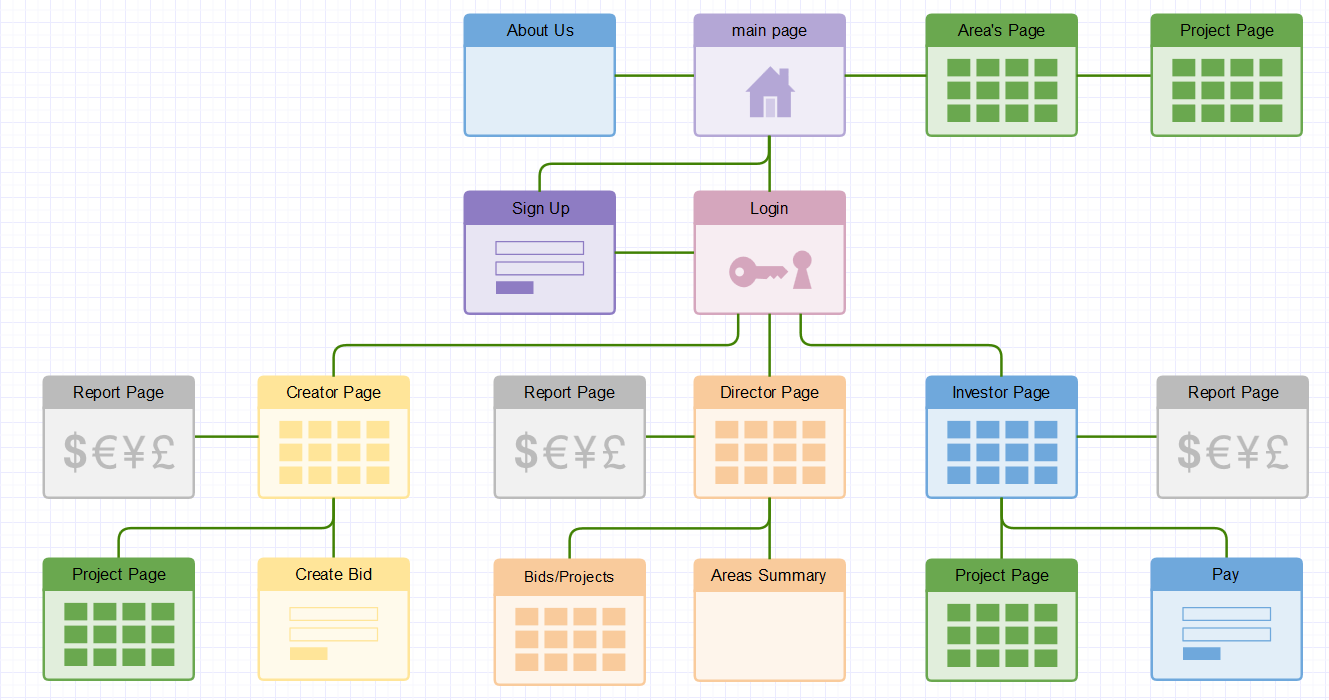 About Us
main page
Area's Page
Project Page
Sign Up
Login
Report Page
Creator Page
Report Page
Director Page
Investor Page
Report Page
$€¥£
$€¥£
$€¥£
Project Page
Create Bid
Bids/Projects
Areas Summary
Project Page
Pay